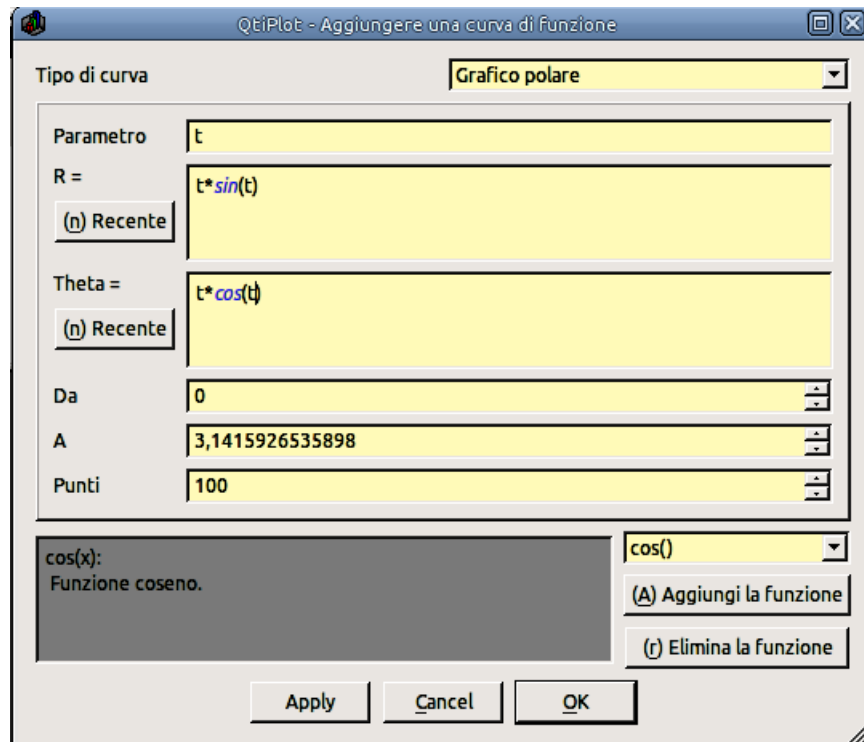 QtiPlot - Aggiungere una curva di funzione
Tipo di curva Grafico polare
Parametro t
R = t*sin(t)
(n) Recente
Theta = t*cos(t)
(n) Recente
Da 0
A 3,1415926535898
Punti 100
cos(x): cos()
Funzione coseno.
(A) Aggiungi la funzione
(r) Elimina la funzione
Apply Cancel OK